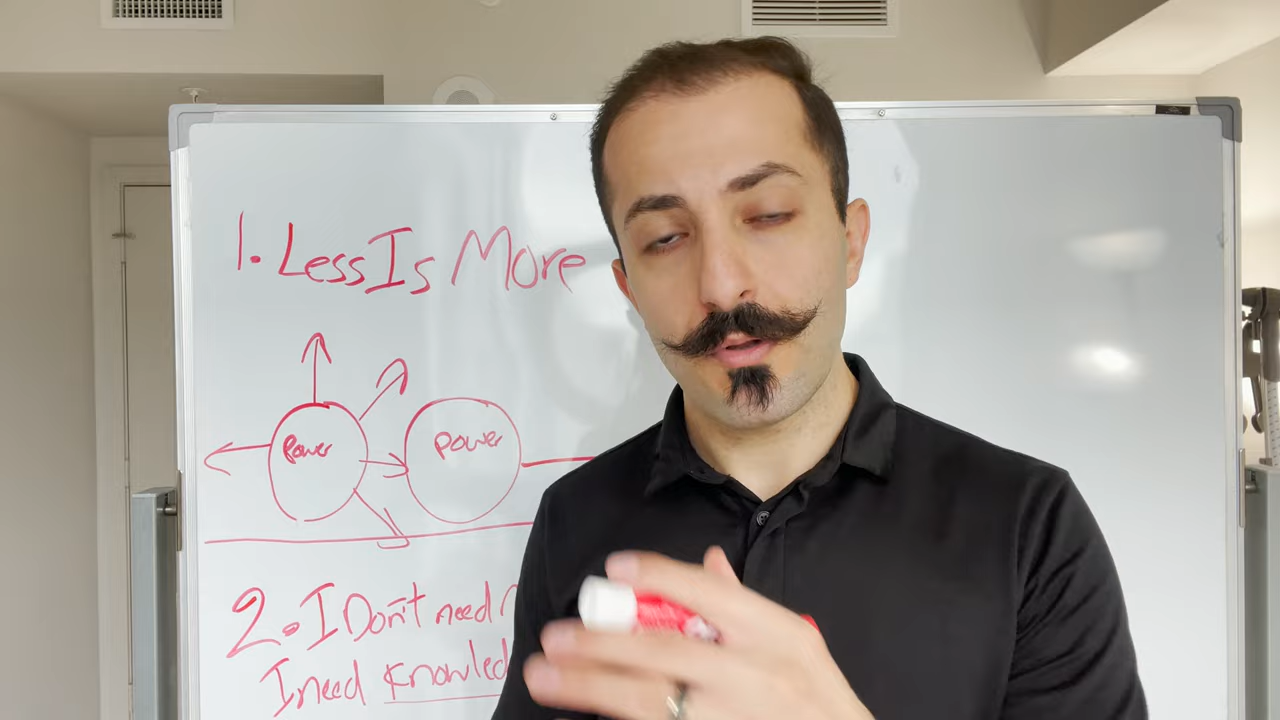 1. Less Is More
Power
Power
2. I Don't need
I need Knowled